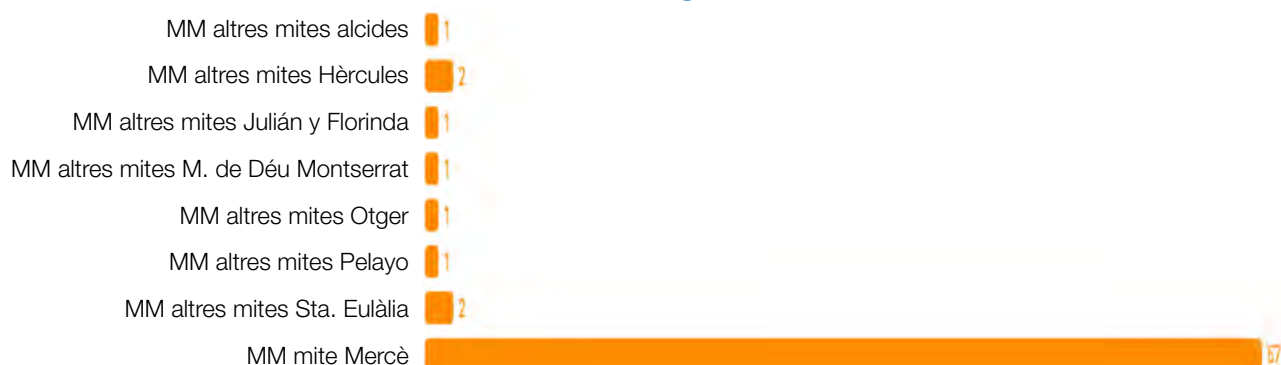 MM altres mites alcides 1
MM altres mites Hèrcules 2
MM altres mites Julián y Florinda 1
MM altres mites M. de Déu Montserrat 1
MM altres mites Otger 1
MM altres mites Pelayo 1
MM altres mites Sta. Eulàlia 2
MM mite Mercè 67